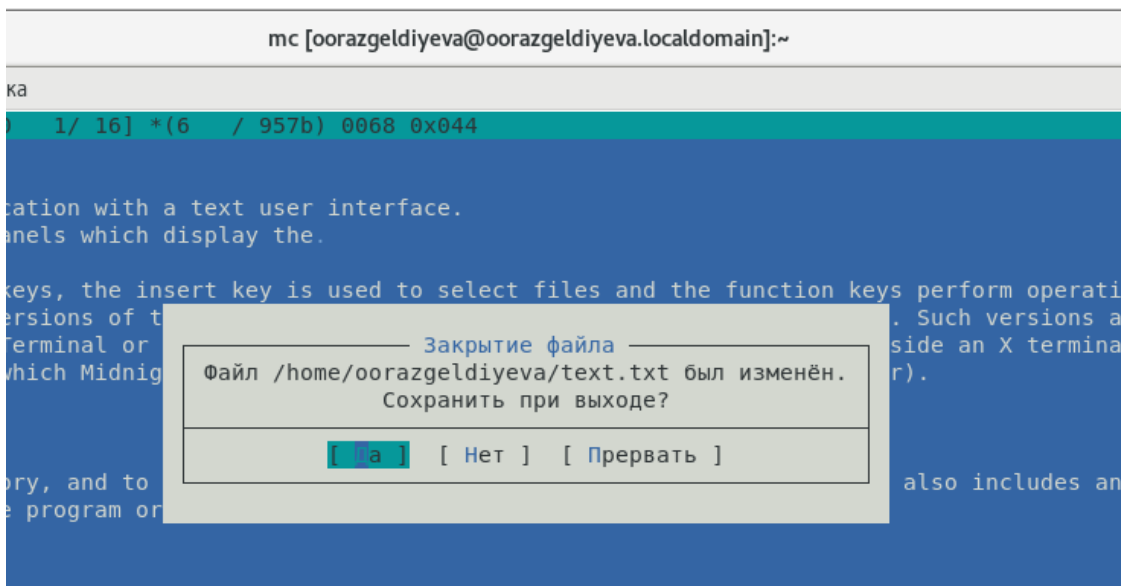 mc [oorazgeldiyeva@oorazgeldiyeva.localdomain]:~
ка
1/ 16] *(6 / 957b) 0068 0x044
cation with a text user interface.
anels which display the.
keys, the insert key is used to select files and the function keys perform operati
ersions of t . Such versions a
Terminal or side an X termina
which Midnig r).
Закрытие файла
Файл /home/oorazgeldiyeva/text.txt был изменён.
Сохранить при выходе?
[ Да ] [ Нет ] [ Прервать ]
ory, and to also includes an
e program or